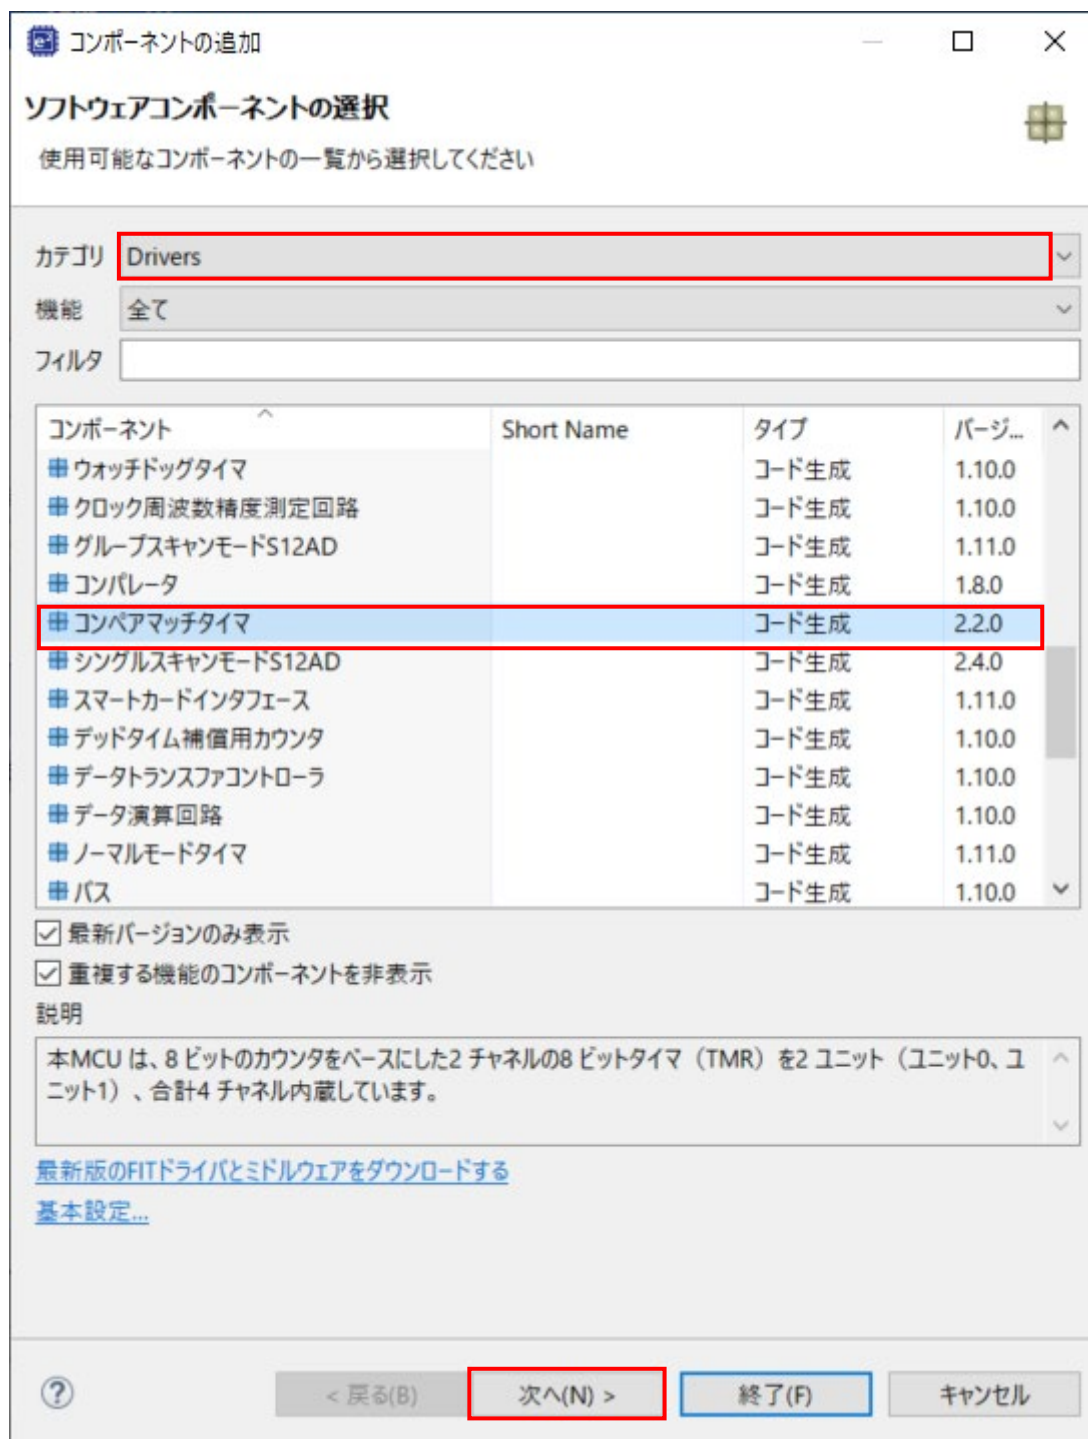 コンポーネントの追加
ソフトウェアコンポーネントの選択
使用可能なコンポーネントの一覧から選択してください
カテゴリ Drivers
機能 全て
フィルタ
コンポーネント Short Name タイプ バージ...
ウォッチドッグタイマ コード生成 1.10.0
クロック周波数精度測定回路 コード生成 1.10.0
グループスキャンモードS12AD コード生成 1.11.0
コンパレータ コード生成 1.8.0
コンペアマッチタイマ コード生成 2.2.0
シングルスキャンモードS12AD コード生成 2.4.0
スマートカードインタフェース コード生成 1.11.0
デッドタイム補償用カウンタ コード生成 1.10.0
データトランスファコントローラ コード生成 1.10.0
データ演算回路 コード生成 1.10.0
ノーマルモードタイマ コード生成 1.11.0
バス コード生成 1.10.0
最新バージョンのみ表示
重複する機能のコンポーネントを非表示
説明
本MCU は、8 ビットのカウンタをベースにした2 チャネルの8 ビットタイマ（TMR）を2 ユニット（ユニット0、ユ
ニット1）、合計4 チャネル内蔵しています。
最新版のFITドライバとミドルウェアをダウンロードする
基本設定...
< 戻る(B) 次へ(N) > 終了(F) キャンセル